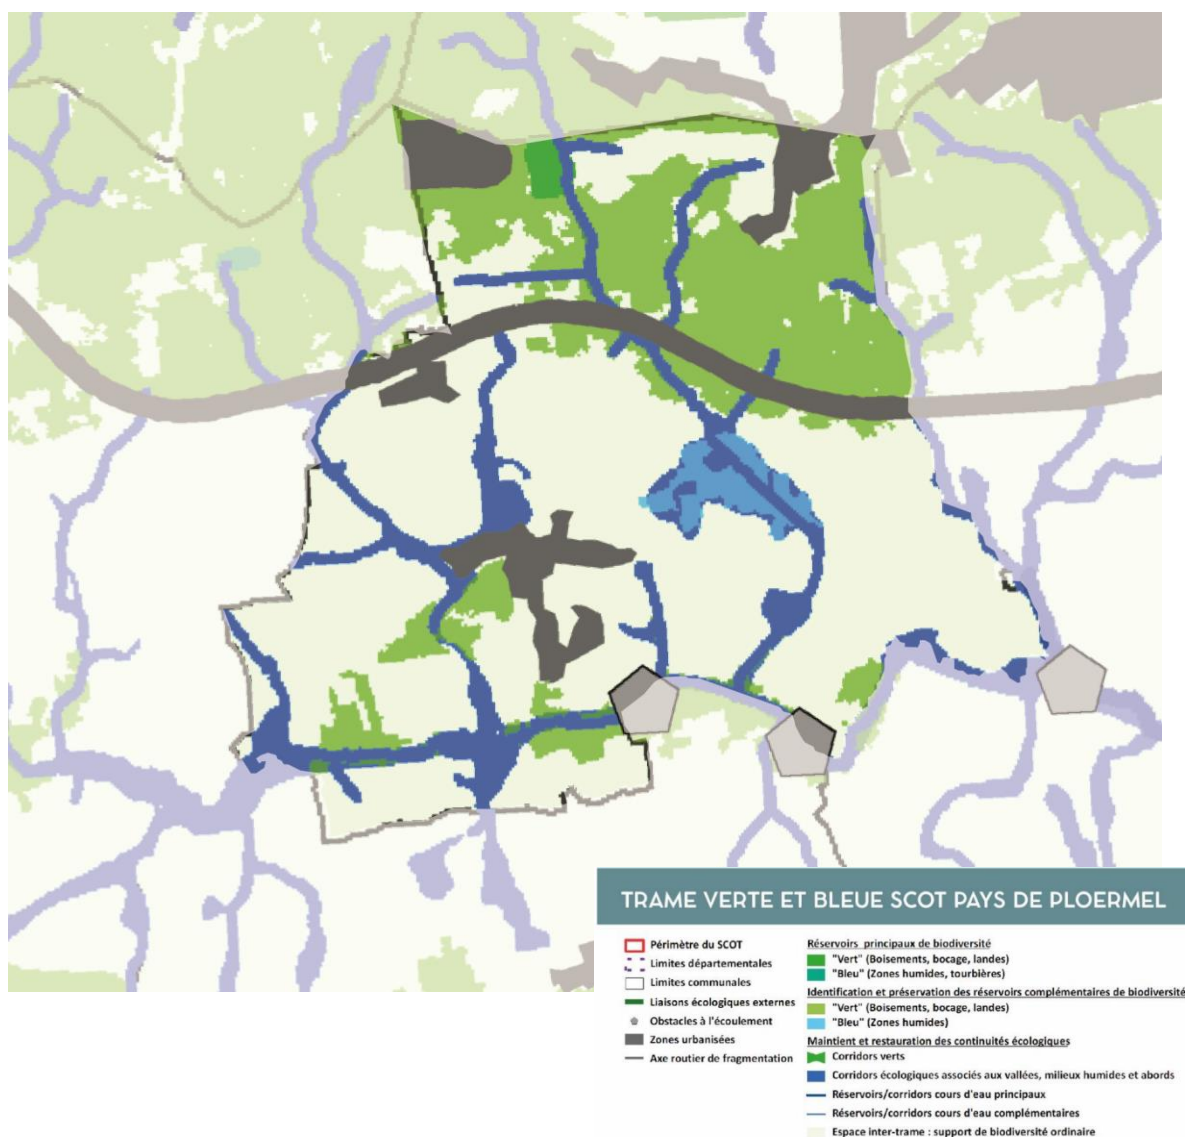 TRAME VERTE ET BLEUE SCOT PAYS DE PLOERMEL
Périmètre du SCOT
Limites départementales
Limites communales
Liaisons écologiques externes
Obstacles à l'écoulement
Zones urbanisées
Axe routier de fragmentation
Réservoirs principaux de biodiversité
"Vert" (Boisements, bocage, landes)
"Bleu" (Zones humides, tourbières)
Identification et préservation des réservoirs complémentaires de biodiversité
"Vert" (Boisements, bocage, landes)
"Bleu" (Zones humides)
Maintient et restauration des continuités écologiques
Corridors verts
Corridors écologiques associés aux vallées, milieux humides et abords
Réservoirs/corridors cours d'eau principaux
Réservoirs/corridors cours d'eau complémentaires
Espace inter-trame : support de biodiversité ordinaire